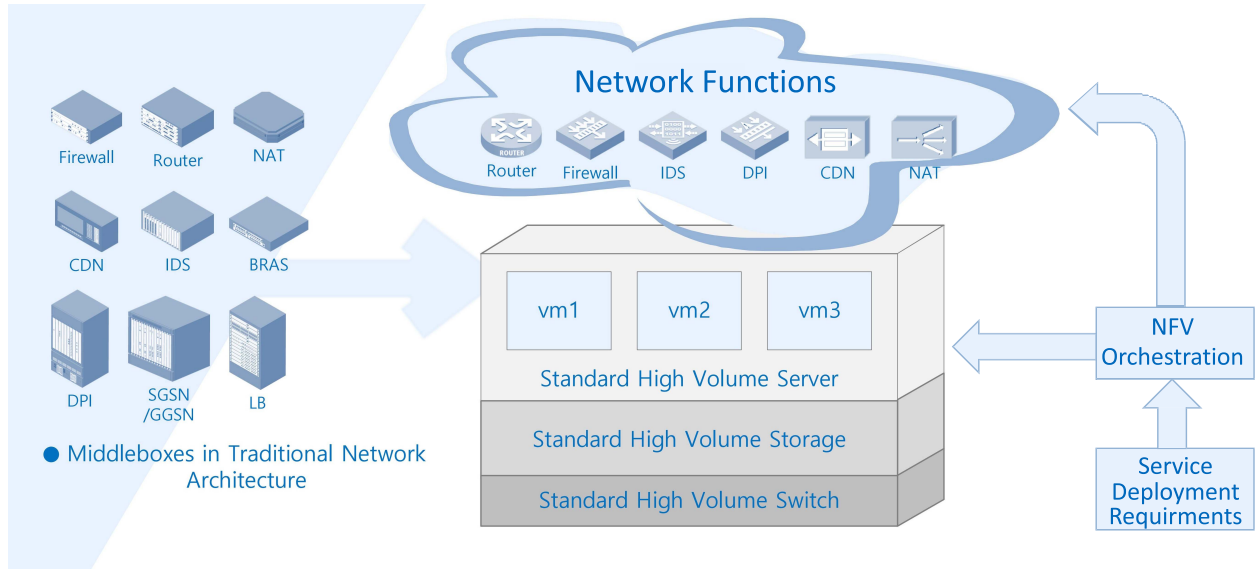 Network Functions
Router
Firewall
IDS
DPI
CDN
NAT
ROUTER
Firewall
Router
NAT
CDN
IDS
BRAS
DPI
SGSN
/GGSN
LB
● Middleboxes in Traditional Network
Architecture
vm1
vm2
vm3
Standard High Volume Server
Standard High Volume Storage
Standard High Volume Switch
NFV
Orchestration
Service
Deployment
Requirments